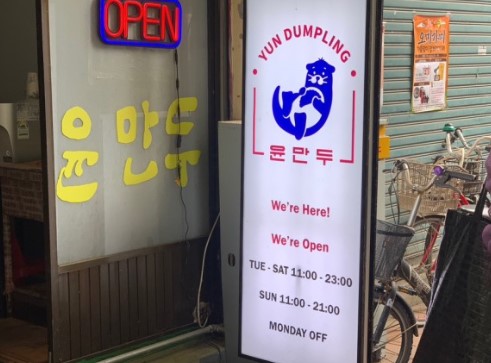 OPEN
윤만두
YUN DUMPLING
윤만두
We're Here!
We're Open
TUE - SAT 11:00 - 23:00
SUN 11:00 - 21:00
MONDAY OFF